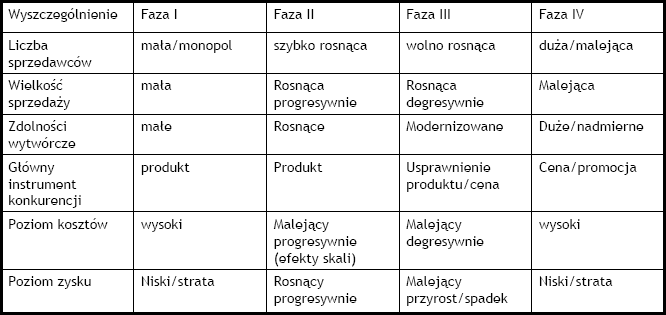 Wyszczególnienie Faza I Faza II Faza III Faza IV
Liczba sprzedawców mała/monopol szybko rosnąca wolno rosnąca duża/malejąca
Wielkość sprzedaży mała Rosnąca progresywnie Rosnąca degresywnie Malejąca
Zdolności wytwórcze małe Rosnące Modernizowane Duże/nadmierne
Główny instrument konkurencji produkt Produkt Usprawnienie produktu/cena Cena/promocja
Poziom kosztów wysoki Malejący progresywnie (efekty skali) Malejący degresywnie wysoki
Poziom zysku Niski/strata Rosnący progresywnie Malejący przyrost/spadek Niski/strata